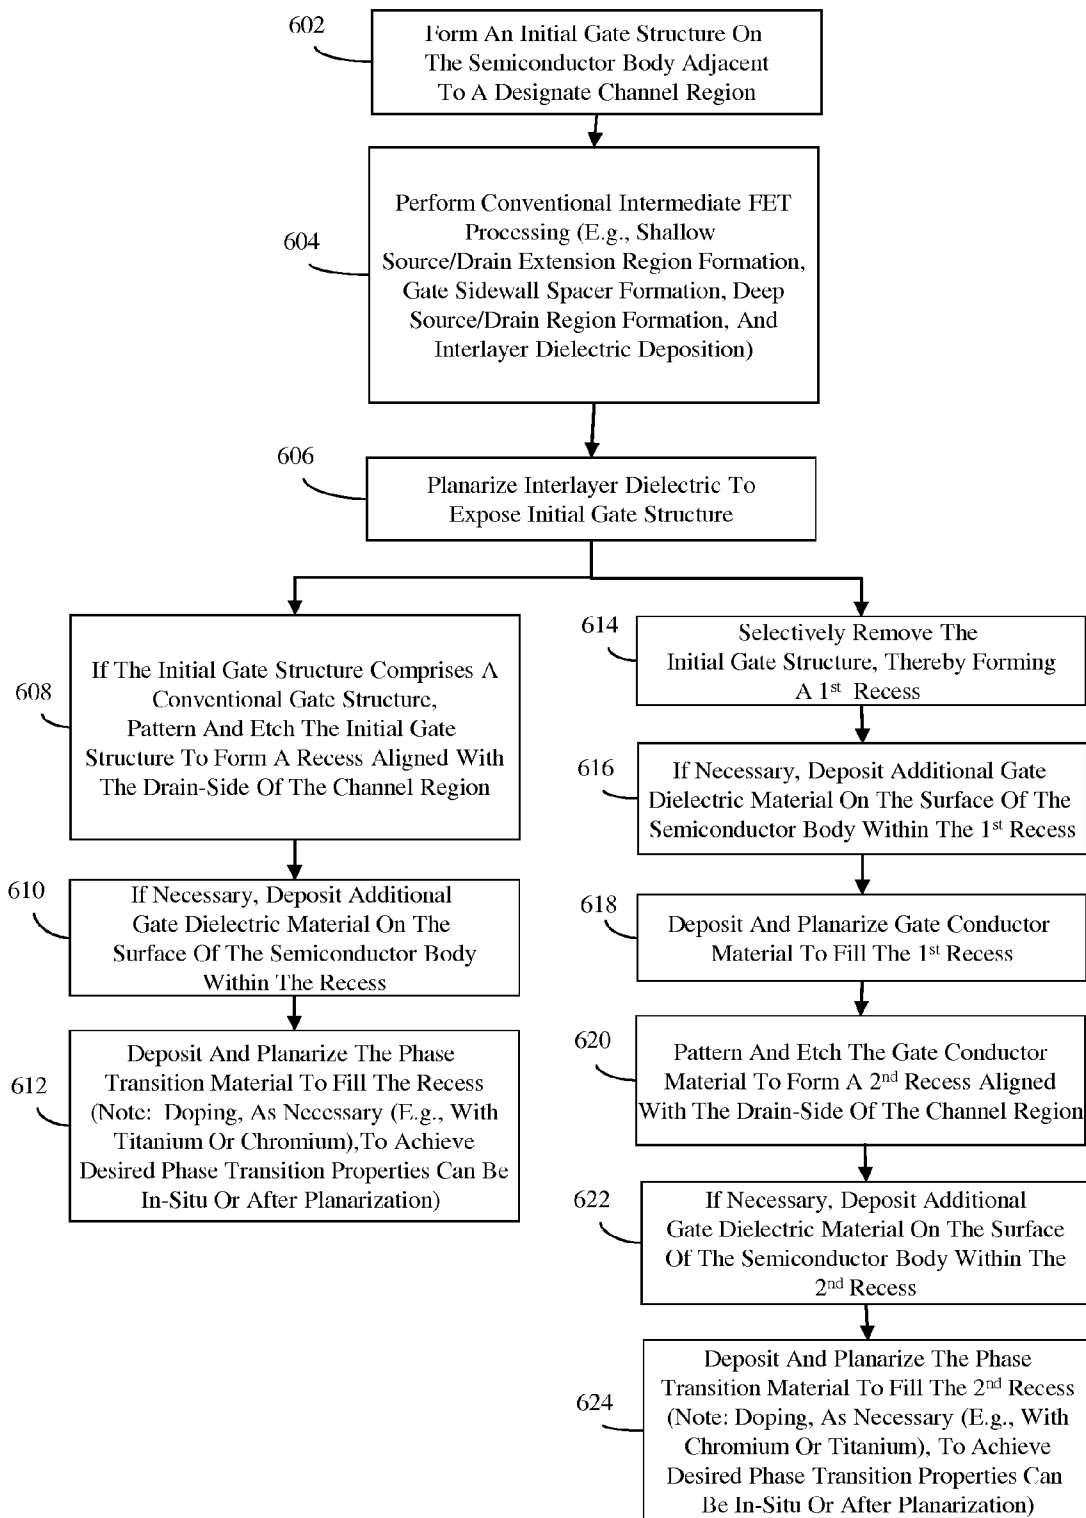 602
Form An Initial Gate Structure On
The Semiconductor Body Adjacent
To A Designate Channel Region
604
Perform Conventional Intermediate FET
Processing (E.g., Shallow
Source/Drain Extension Region Formation,
Gate Sidewall Spacer Formation, Deep
Source/Drain Region Formation, And
Interlayer Dielectric Deposition)
606
Planarize Interlayer Dielectric To
Expose Initial Gate Structure
608
If The Initial Gate Structure Comprises A
Conventional Gate Structure,
Pattern And Etch The Initial Gate
Structure To Form A Recess Aligned With
The Drain-Side Of The Channel Region
610
If Necessary, Deposit Additional
Gate Dielectric Material On The
Surface Of The Semiconductor Body
Within The Recess
612
Deposit And Planarize The Phase
Transition Material To Fill The Recess
(Note: Doping, As Necessary (E.g., With
Titanium Or Chromium),To Achieve
Desired Phase Transition Properties Can Be
In-Situ Or After Planarization)
614
Selectively Remove The
Initial Gate Structure, Thereby Forming
A 1st Recess
616
If Necessary, Deposit Additional Gate
Dielectric Material On The Surface Of The
Semiconductor Body Within The 1st Recess
618
Deposit And Planarize Gate Conductor
Material To Fill The 1st Recess
620
Pattern And Etch The Gate Conductor
Material To Form A 2nd Recess Aligned
With The Drain-Side Of The Channel Region
622
If Necessary, Deposit Additional
Gate Dielectric Material On The Surface
Of The Semiconductor Body Within The
2nd Recess
624
Deposit And Planarize The Phase
Transition Material To Fill The 2nd Recess
(Note: Doping, As Necessary (E.g., With
Chromium Or Titanium), To Achieve
Desired Phase Transition Properties Can
Be In-Situ Or After Planarization)